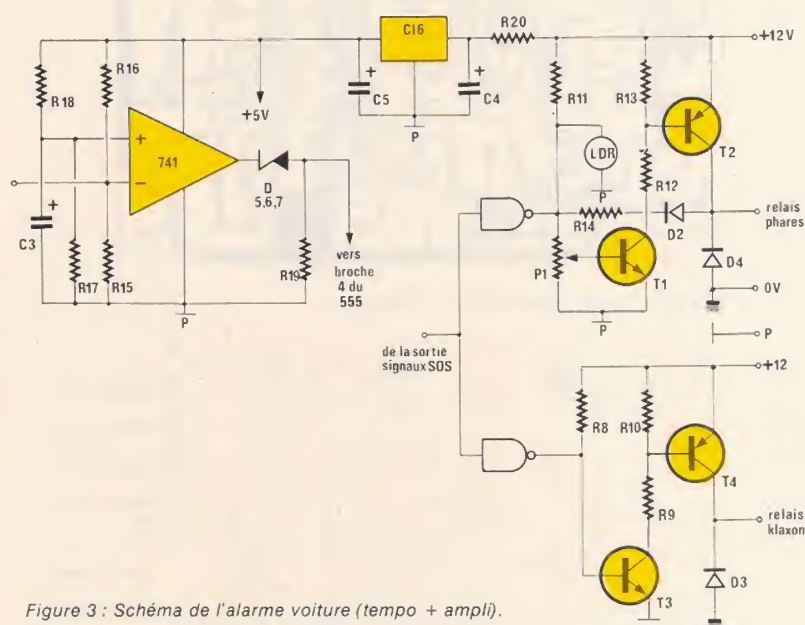 R18
R16
+
741
−
C3
+
R17
R15
P
+5V
D
5,6,7
R19
vers
broche
4 du
555
C5
+
CI6
C4
+
P
R20
+12V
R11
R13
LDR
P
T2
R12
R14
D2
relais
phares
P1
T1
D4
0V
P
P
de la sortie
signaux SOS
+12
R8
R10
T4
R9
relais
klaxon
D3
T3
Figure 3 : Schéma de l'alarme voiture (tempo + ampli).